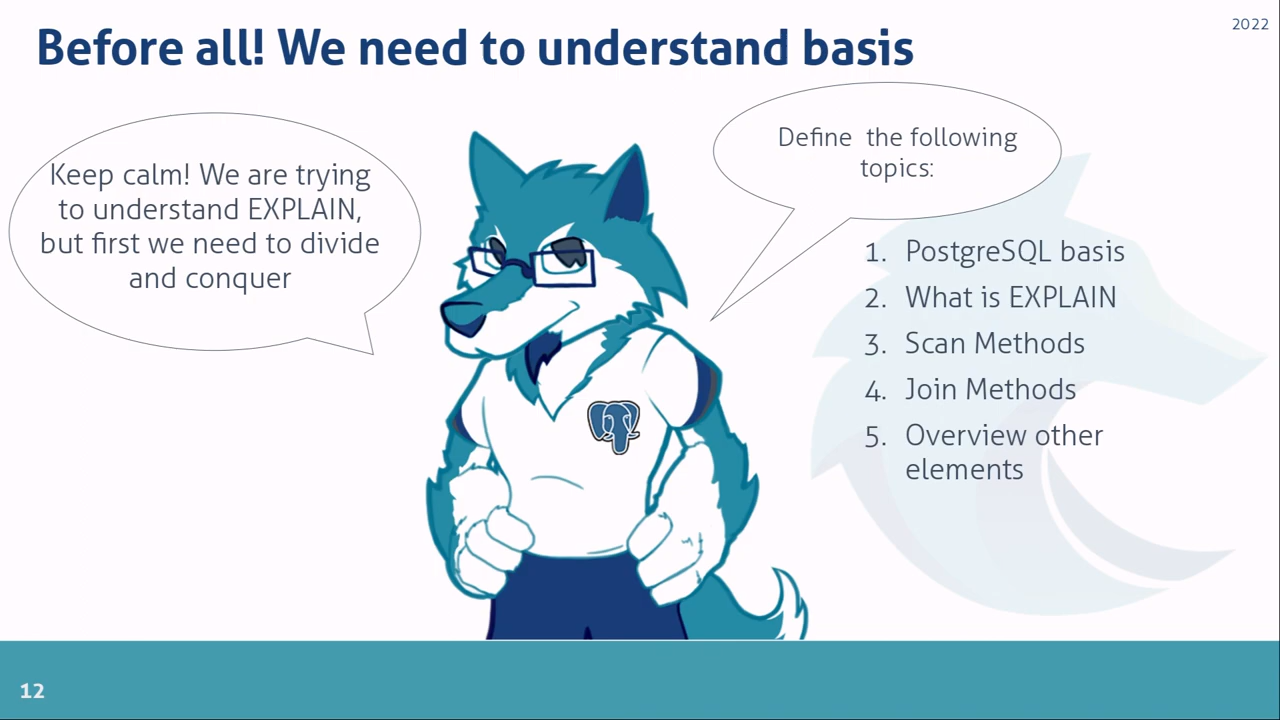 2022
Before all! We need to understand basis
Keep calm! We are trying
to understand EXPLAIN,
but first we need to divide
and conquer
Define the following
topics:
1. PostgreSQL basis
2. What is EXPLAIN
3. Scan Methods
4. Join Methods
5. Overview other
elements
12